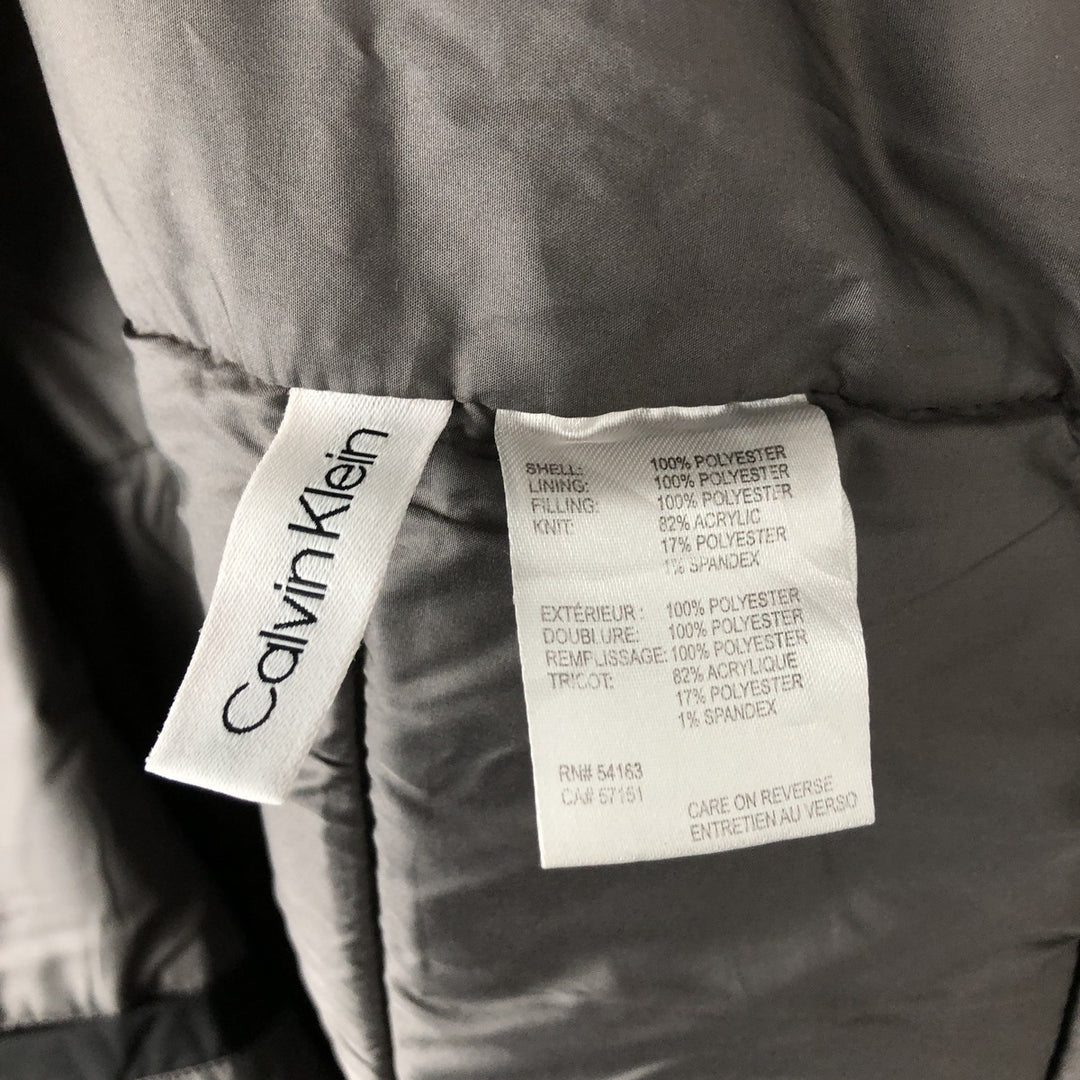 Calvin Klein
SHELL: 100% POLYESTER
LINING: 100% POLYESTER
FILLING: 100% POLYESTER
KNIT: 82% ACRYLIC
17% POLYESTER
1% SPANDEX
EXTÉRIEUR: 100% POLYESTER
DOUBLURE: 100% POLYESTER
REMPLISSAGE: 100% POLYESTER
TRICOT: 82% ACRYLIQUE
17% POLYESTER
1% SPANDEX
RN# 54163
CA# 57151
CARE ON REVERSE
ENTRETIEN AU VERSO